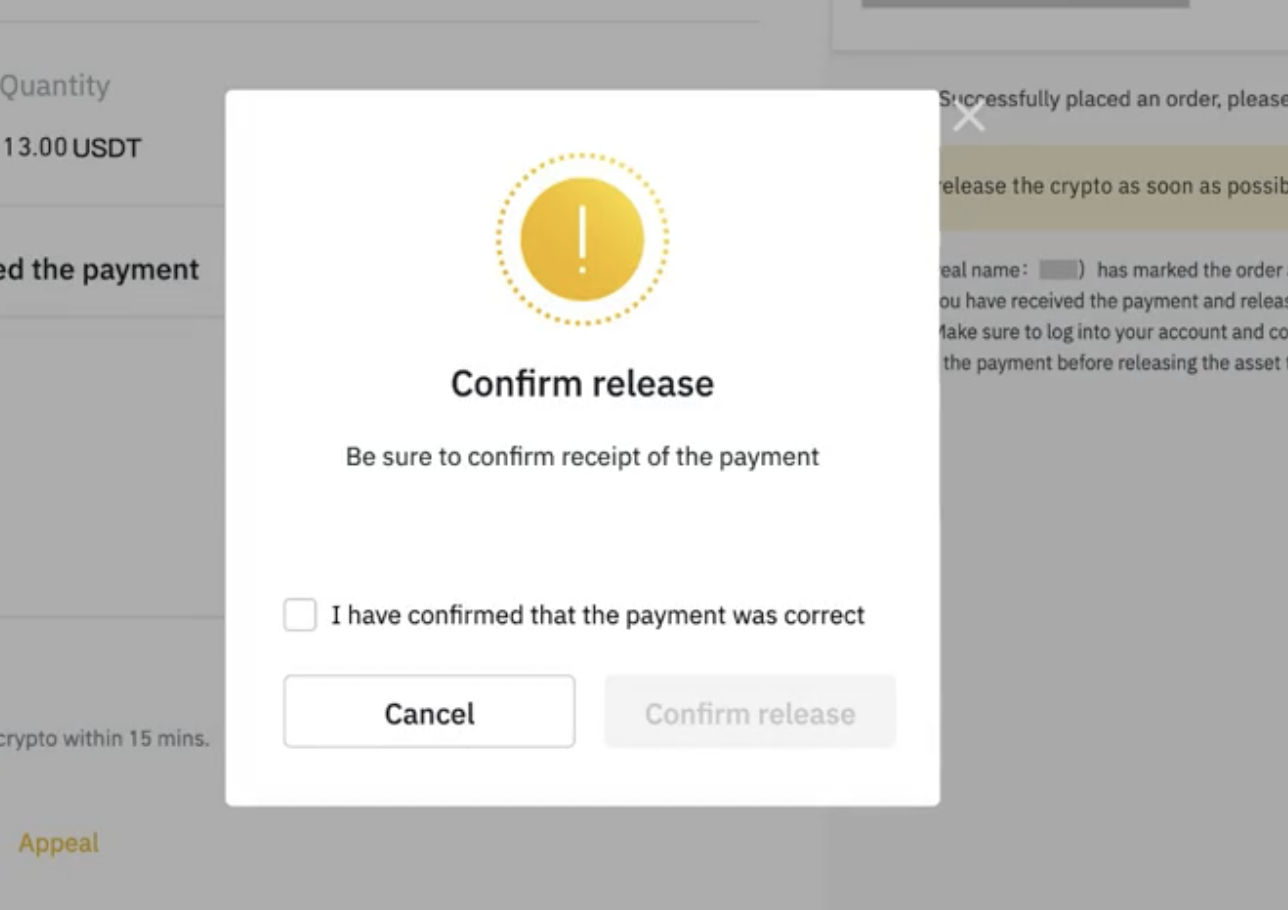 Quantity
13.00 USDT
ed the payment
crypto within 15 mins.
Appeal
Confirm release
Be sure to confirm receipt of the payment
I have confirmed that the payment was correct
Cancel
Confirm release
Successfully placed an order, please
release the crypto as soon as possib
eal name: ) has marked the order
ou have received the payment and releas
Make sure to log into your account and co
the payment before releasing the asset